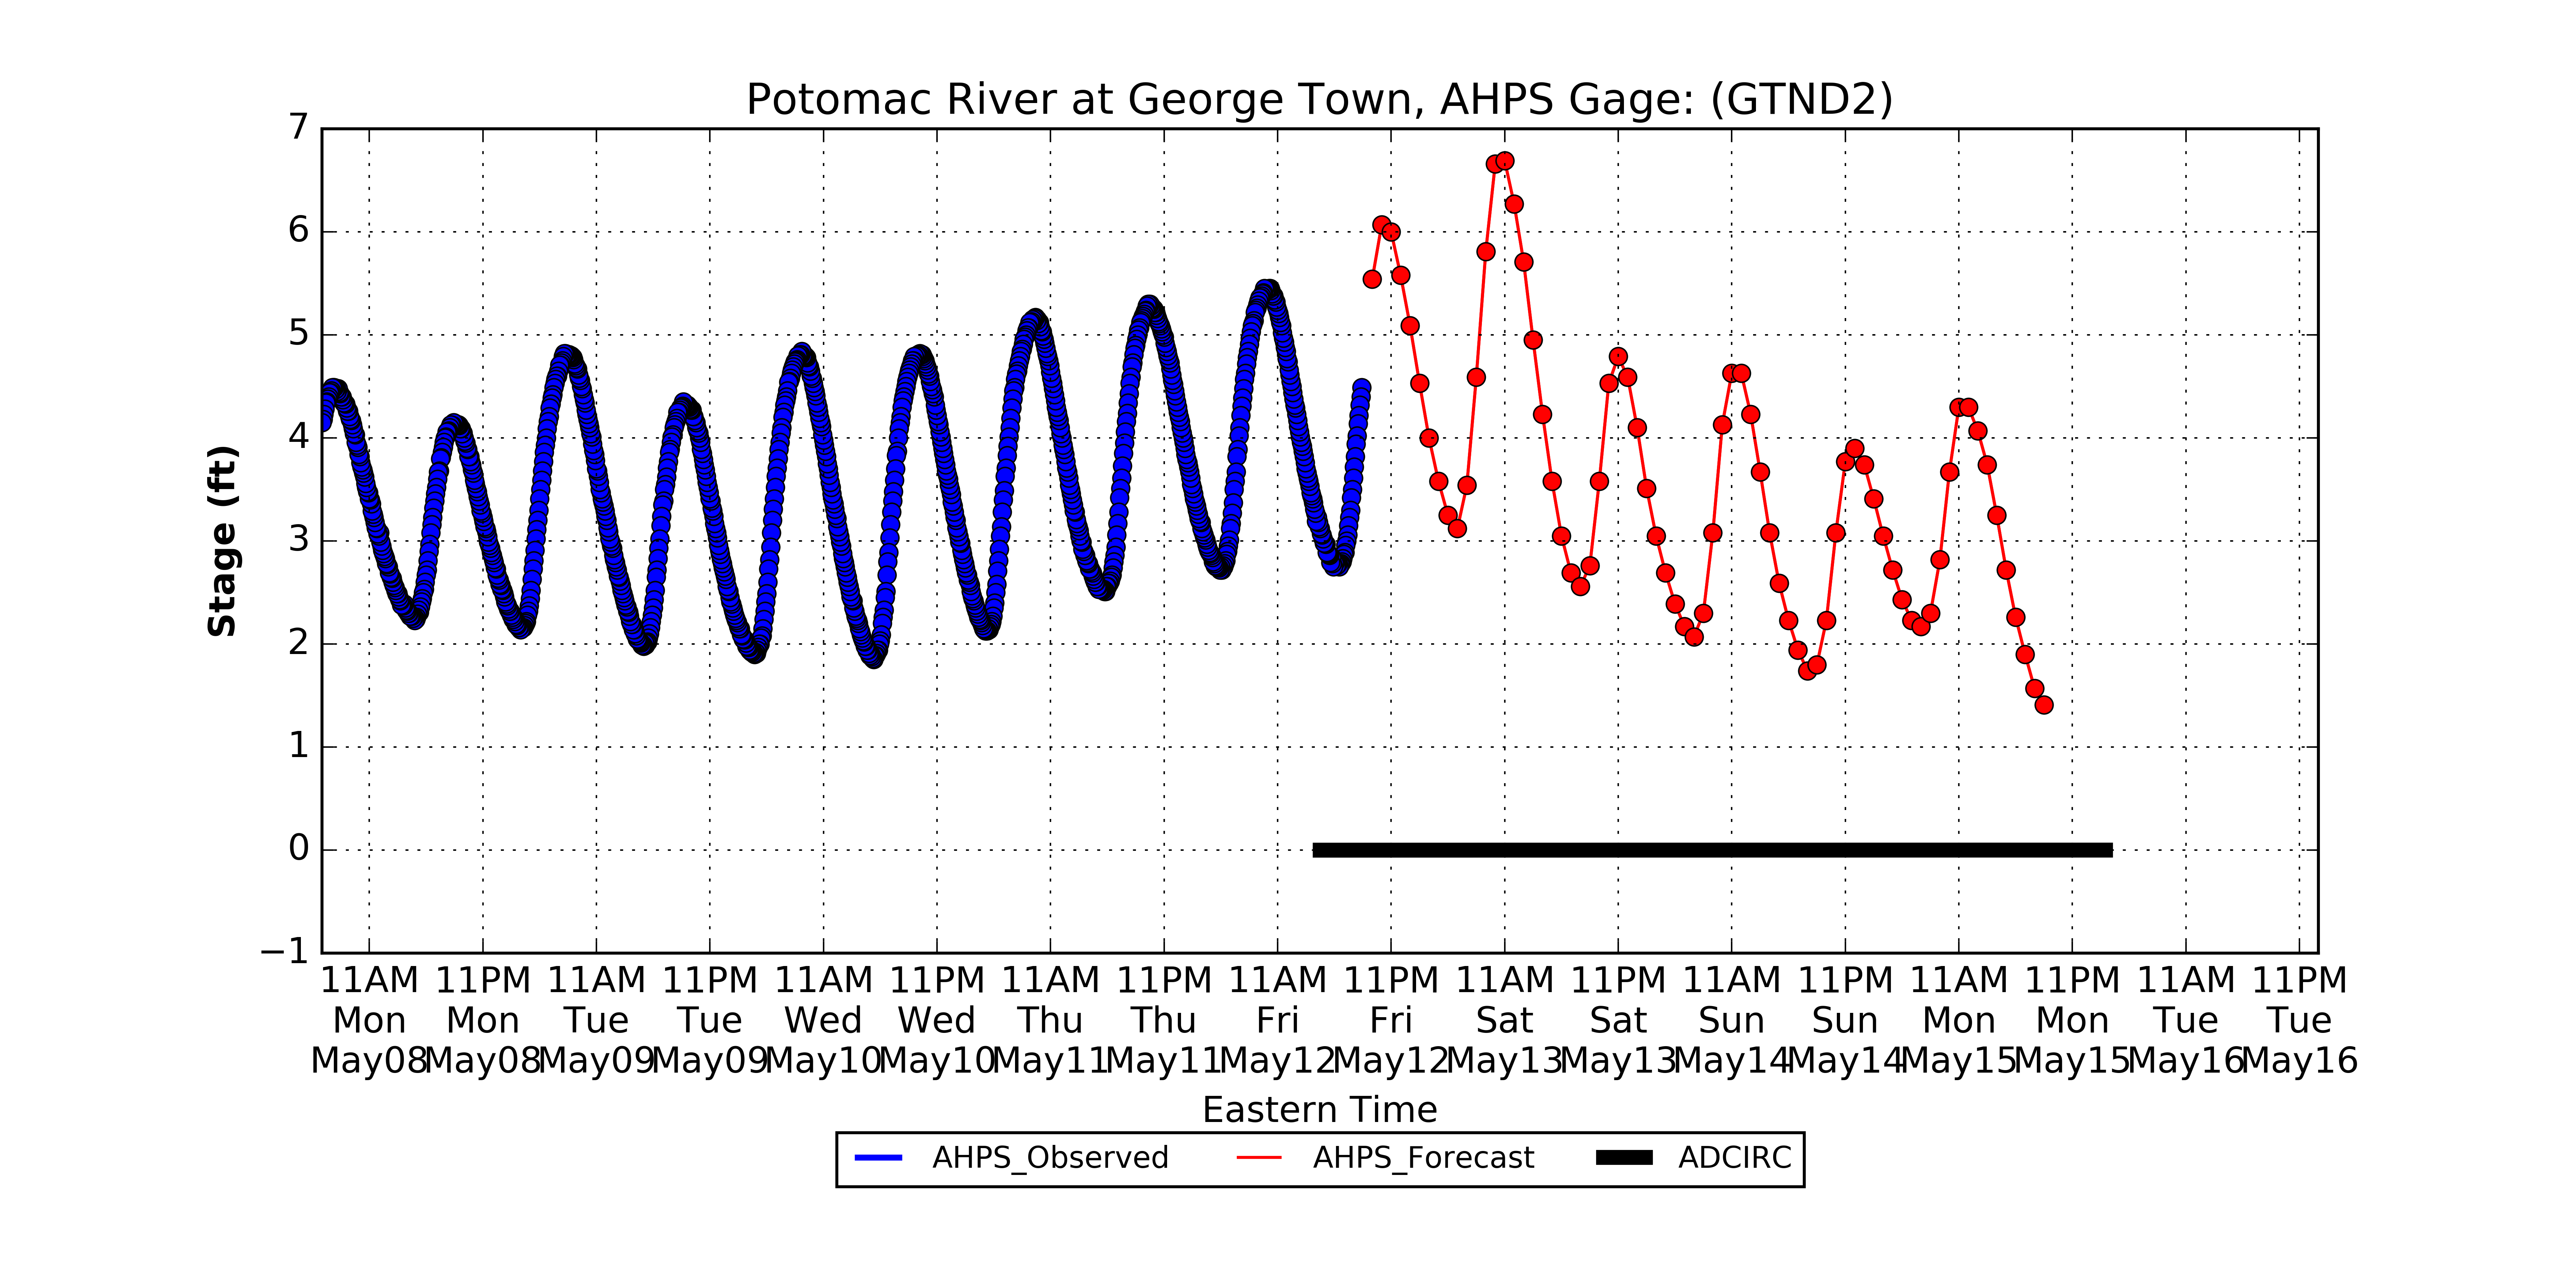 Potomac River at George Town, AHPS Gage: (GTND2)
7
6
5
4
3
2
1
0
−1
Stage (ft)
11AM 11PM 11AM 11PM 11AM 11PM 11AM 11PM 11AM 11PM 11AM 11PM 11AM 11PM 11AM 11PM 11AM 11PM
Mon Mon Tue Tue Wed Wed Thu Thu Fri Fri Sat Sat Sun Sun Mon Mon Tue Tue
May08 May08 May09 May09 May10 May10 May11 May11 May12 May12 May13 May13 May14 May14 May15 May15 May16 May16
Eastern Time
AHPS_Observed AHPS_Forecast ADCIRC